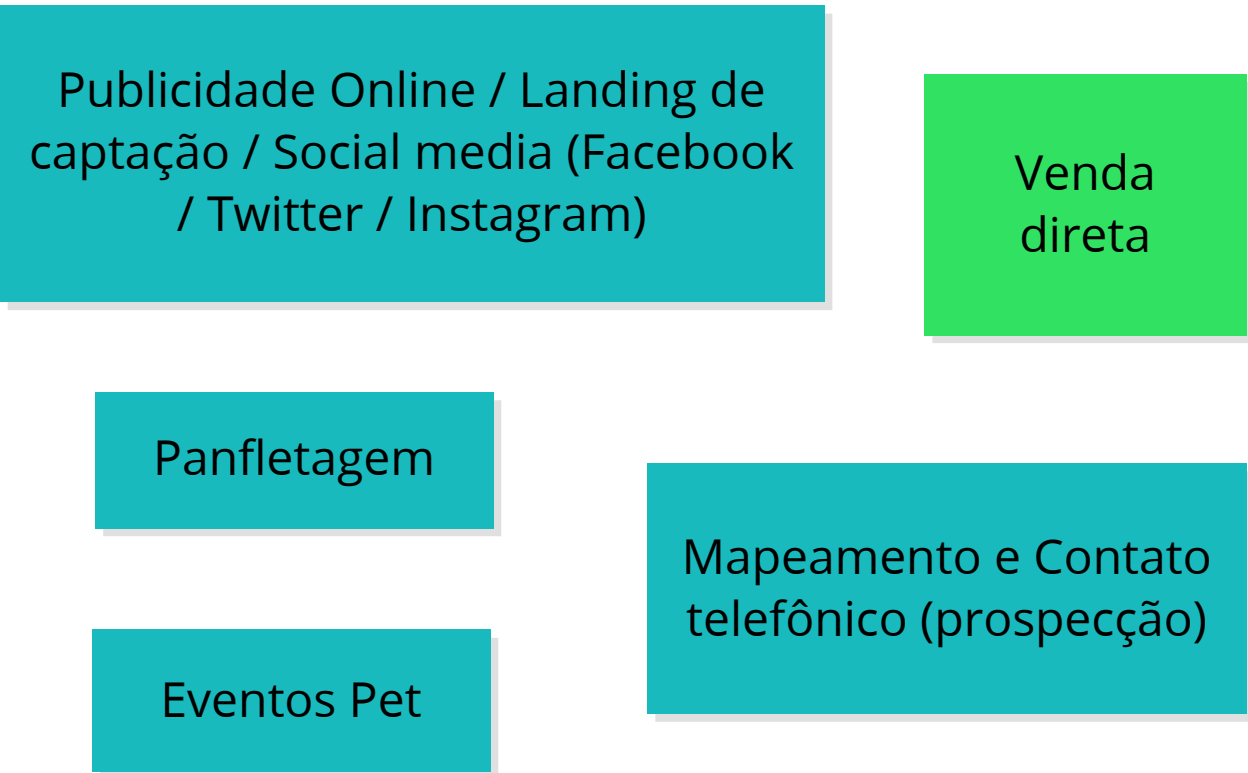 Publicidade Online / Landing de
captação / Social media (Facebook
/ Twitter / Instagram)
Venda
direta
Panfletagem
Mapeamento e Contato
telefônico (prospecção)
Eventos Pet